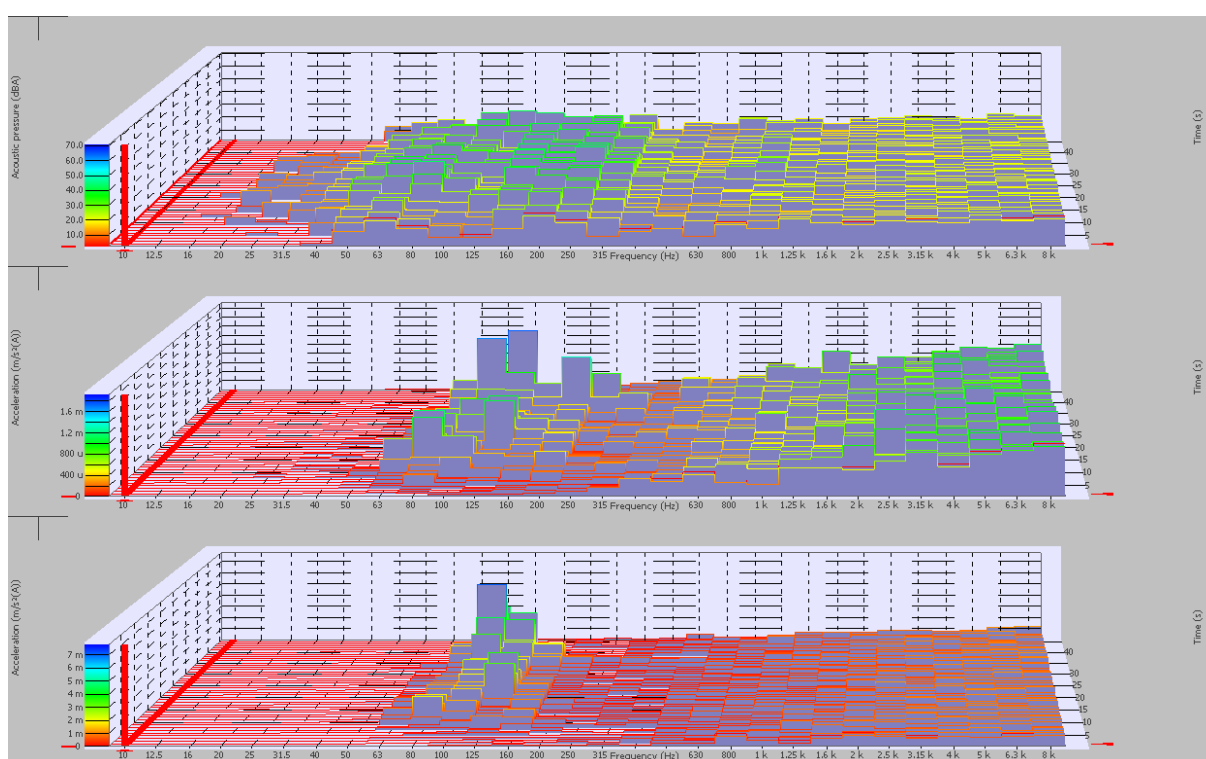 Acoustic pressure (dBA)
70.0
60.0
50.0
40.0
30.0
20.0
10.0
10 12.5 16 20 25 31.5 40 50 63 80 100 125 160 200 250 315 Frequency (Hz) 630 800 1 k 1.25 k 1.6 k 2 k 2.5 k 3.15 k 4 k 5 k 6.3 k 8 k
Time (s)
40
30
25
20
15
10
5
Acceleration (m/s²(A))
1.6 m
1.2 m
800 u
400 u
0
10 12.5 16 20 25 31.5 40 50 63 80 100 125 160 200 250 315 Frequency (Hz) 630 800 1 k 1.25 k 1.6 k 2 k 2.5 k 3.15 k 4 k 5 k 6.3 k 8 k
Time (s)
40
30
25
20
15
10
5
Acceleration (m/s²(A))
7 m
6 m
5 m
4 m
3 m
2 m
1 m
0
10 12.5 16 20 25 31.5 40 50 63 80 100 125 160 200 250 315 Frequency (Hz) 630 800 1 k 1.25 k 1.6 k 2 k 2.5 k 3.15 k 4 k 5 k 6.3 k 8 k
Time (s)
40
30
25
20
15
10
5